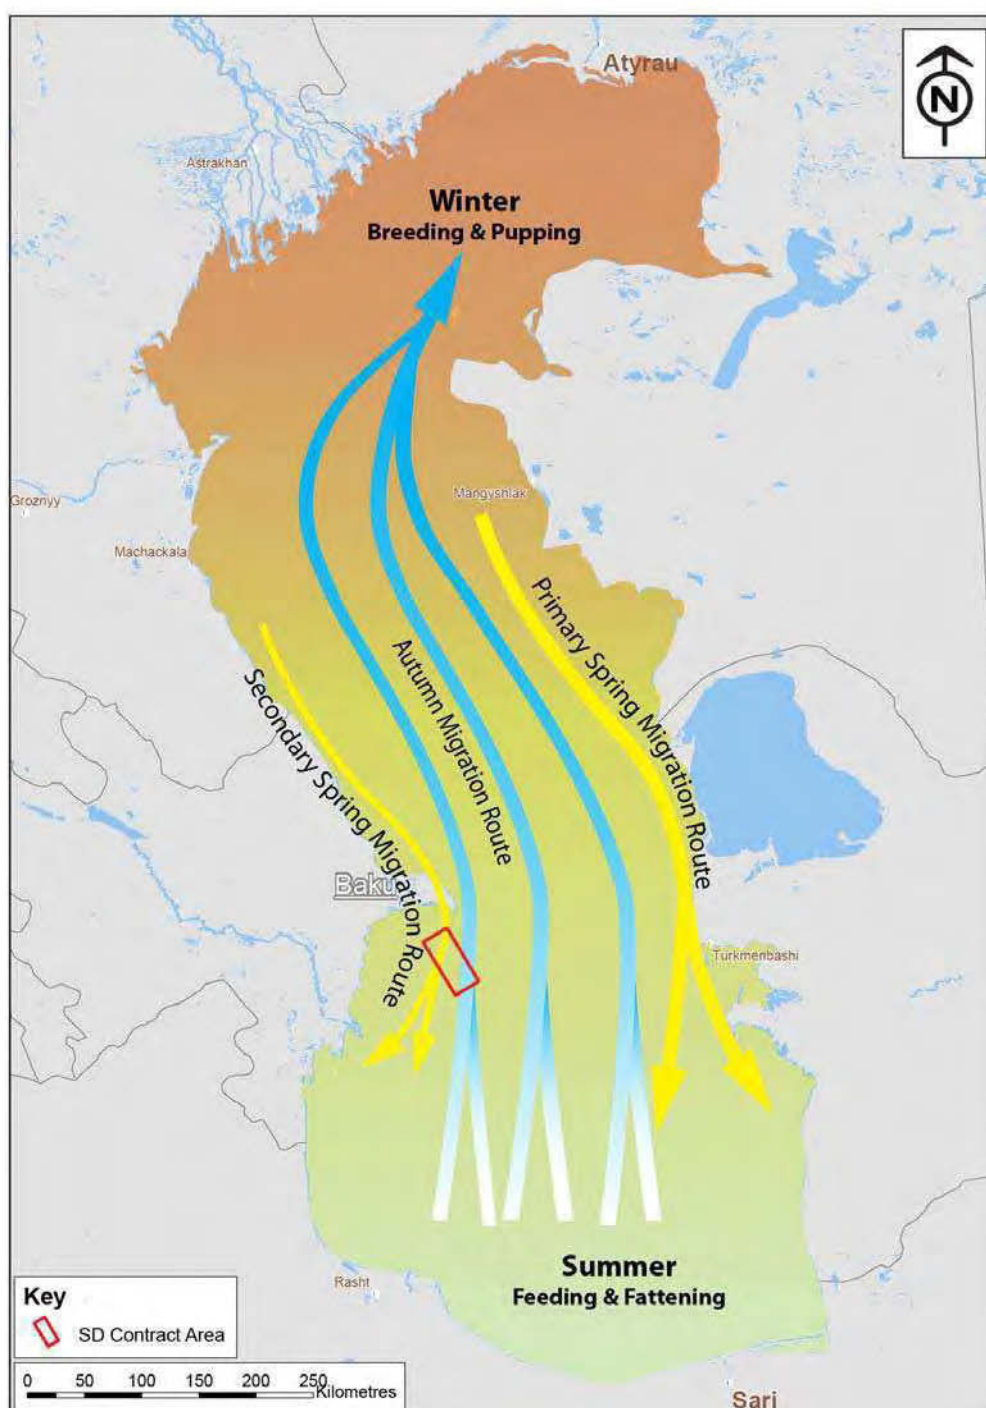 Atyrau
N
Astrakhan
Winter
Breeding & Pupping
Groznyy
Mangyshlak
Machackala
Primary Spring Migration Route
Autumn Migration Route
Secondary Spring Migration Route
Baku
Turkmenbashi
Summer
Feeding & Fattening
Rasht
Key
SD Contract Area
0 25 50 100 150 200 250 Kilometres
Sari